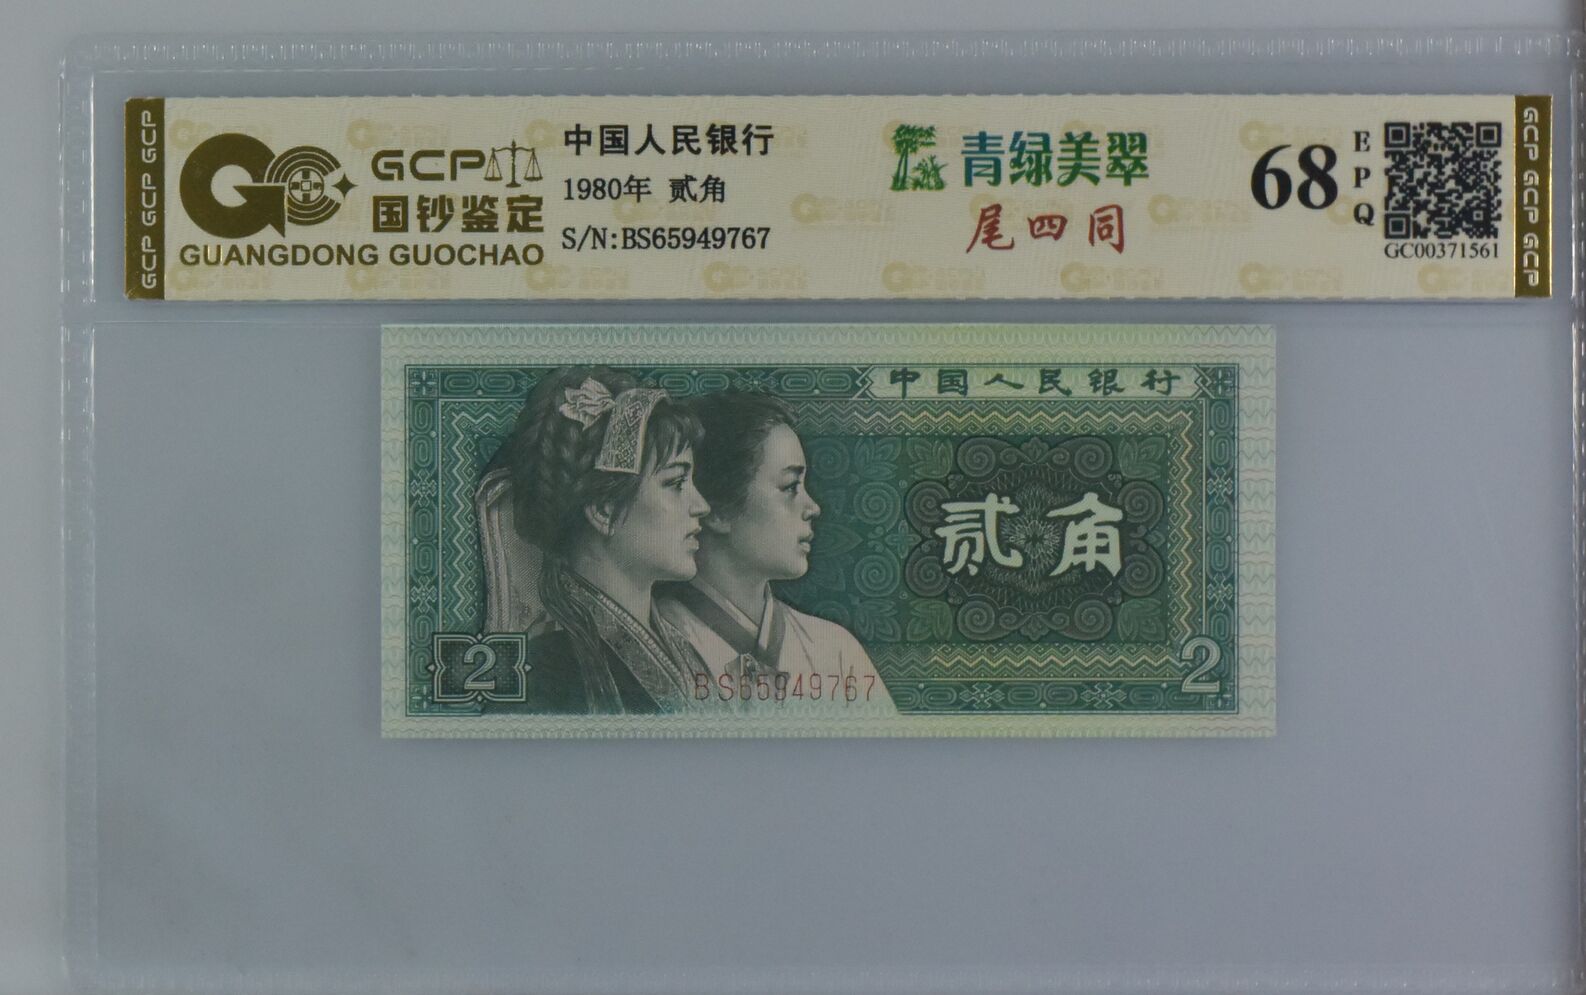 GCP GCP GCP
GCP
国钞鉴定
GUANGDONG GUOCHAO
中国人民银行
1980年 贰角
S/N:BS65949767
青绿美翠
尾四同
68
EPQ
GC00371561
GCP GCP GCP
中国人民银行
贰角
2
BS65949767
2